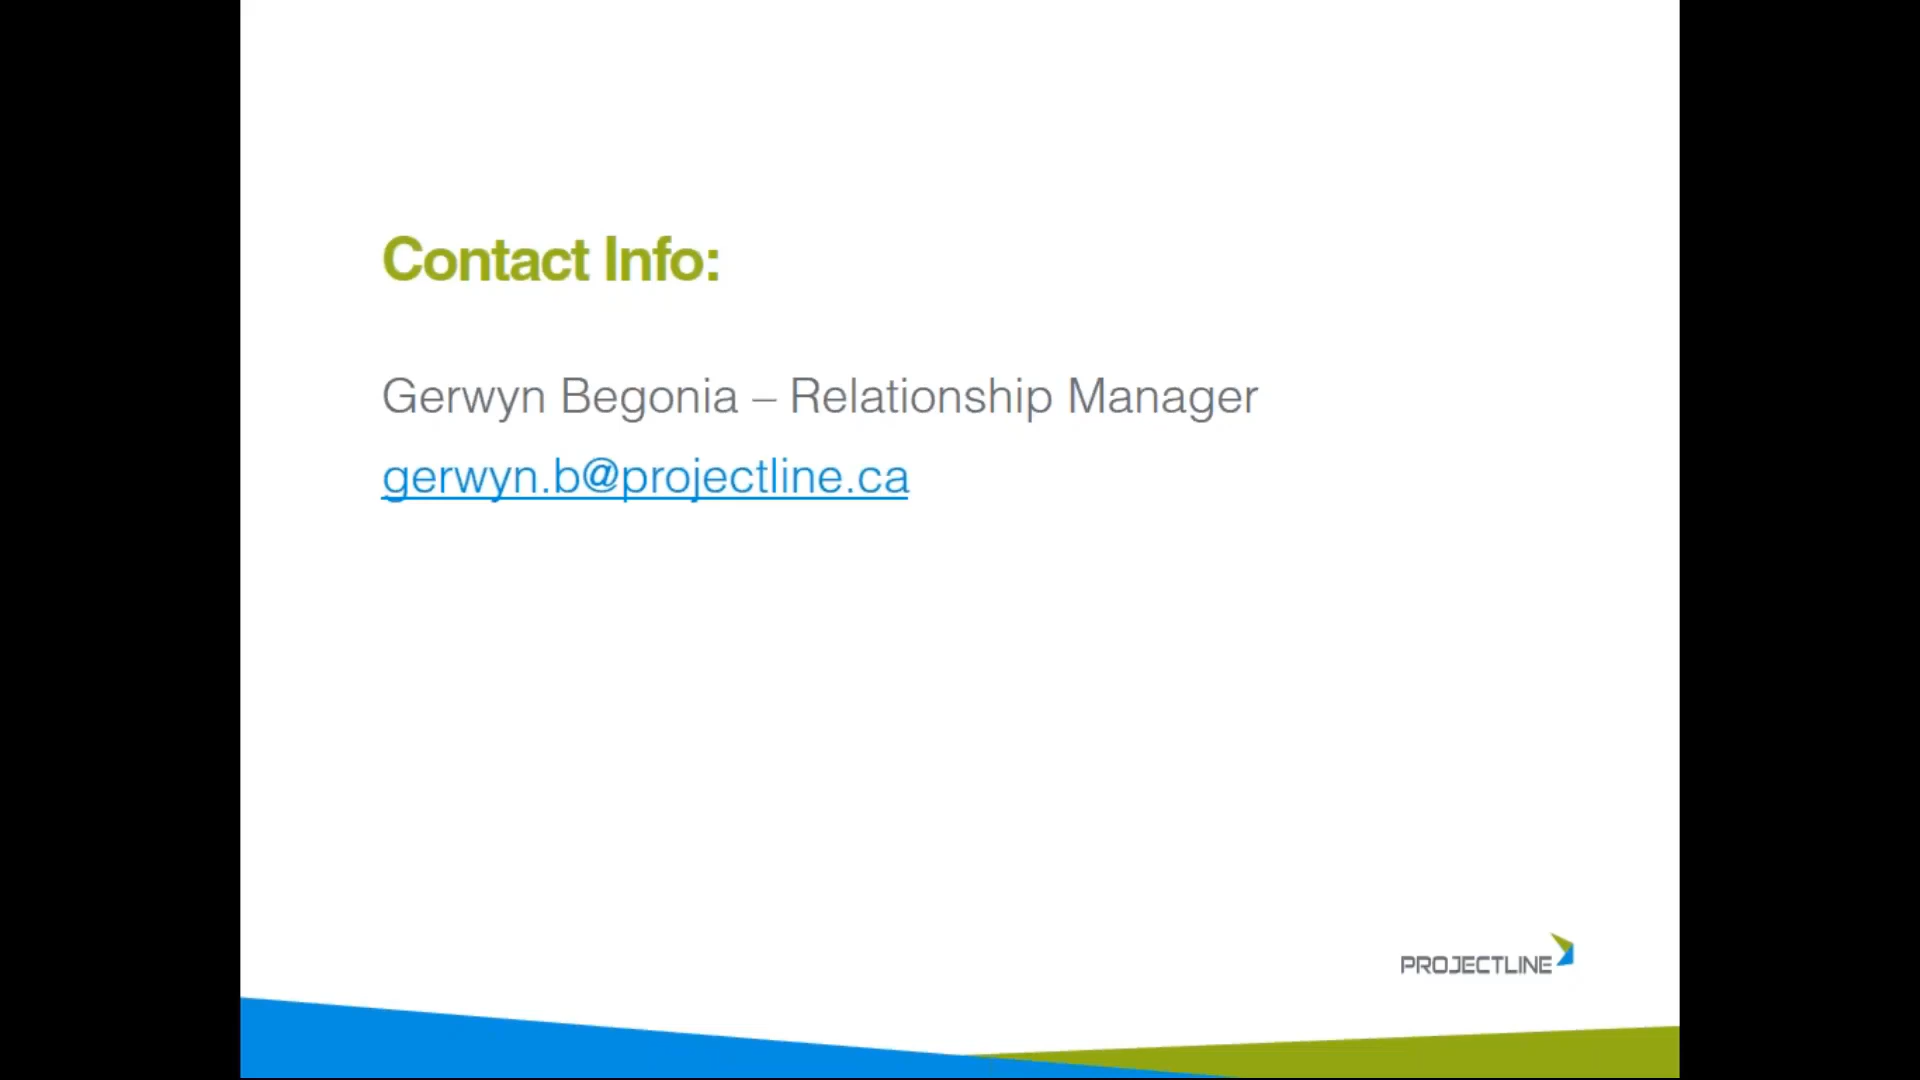 Contact Info:
Gerwyn Begonia – Relationship Manager
gerwyn.b@projectline.ca
PROJECTLINE